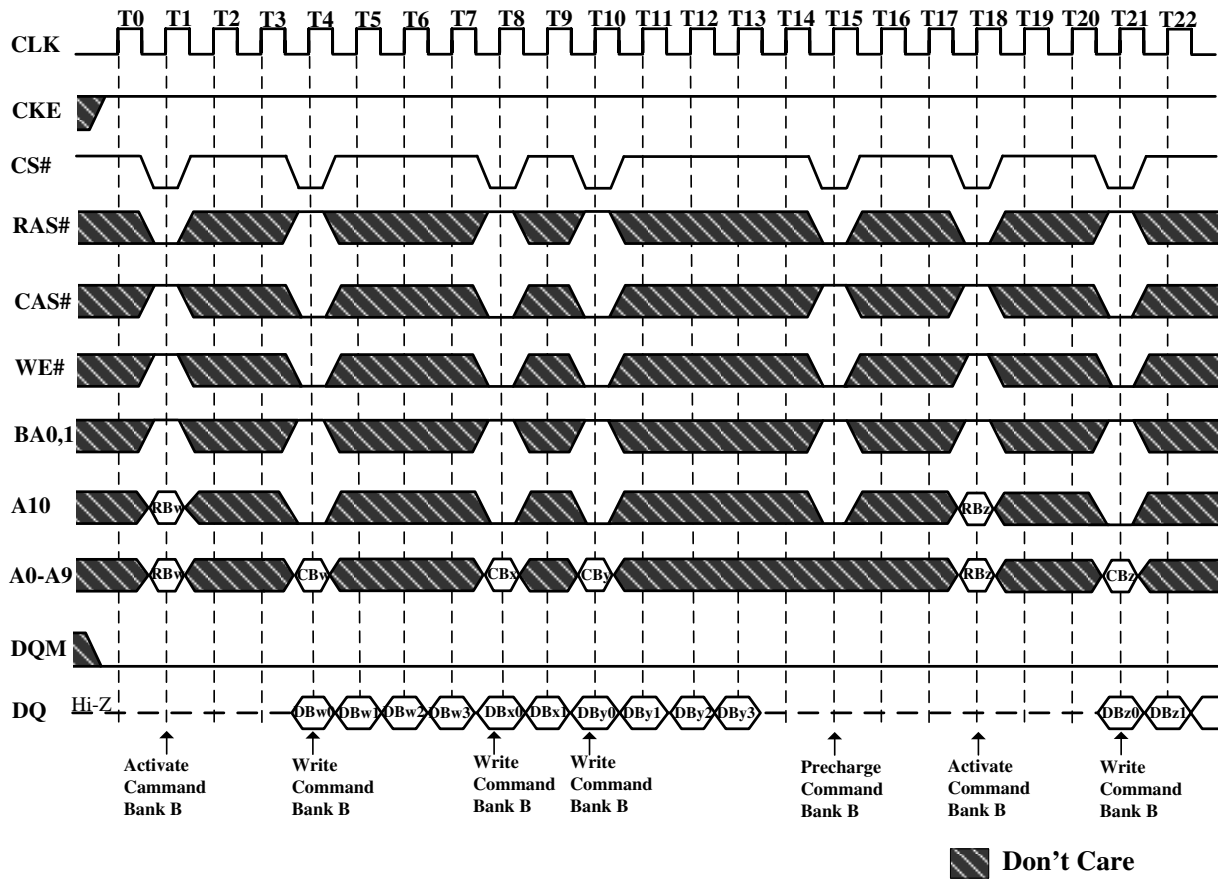 T0 T1 T2 T3 T4 T5 T6 T7 T8 T9 T10 T11 T12 T13 T14 T15 T16 T17 T18 T19 T20 T21 T22
CLK
CKE
CS#
RAS#
CAS#
WE#
BA0,1
A10 RBw RBz
A0-A9 RBw CBw CBx CBy RBz CBz
DQM
DQ Hi-Z DBw0 DBw1 DBw2 DBw3 DBx0 DBx1 DBy0 DBy1 DBy2 DBy3 DBz0 DBz1
Activate
Cammand
Bank B
Write
Command
Bank B
Write
Command
Bank B
Write
Command
Bank B
Precharge
Command
Bank B
Activate
Command
Bank B
Write
Command
Bank B
Don't Care